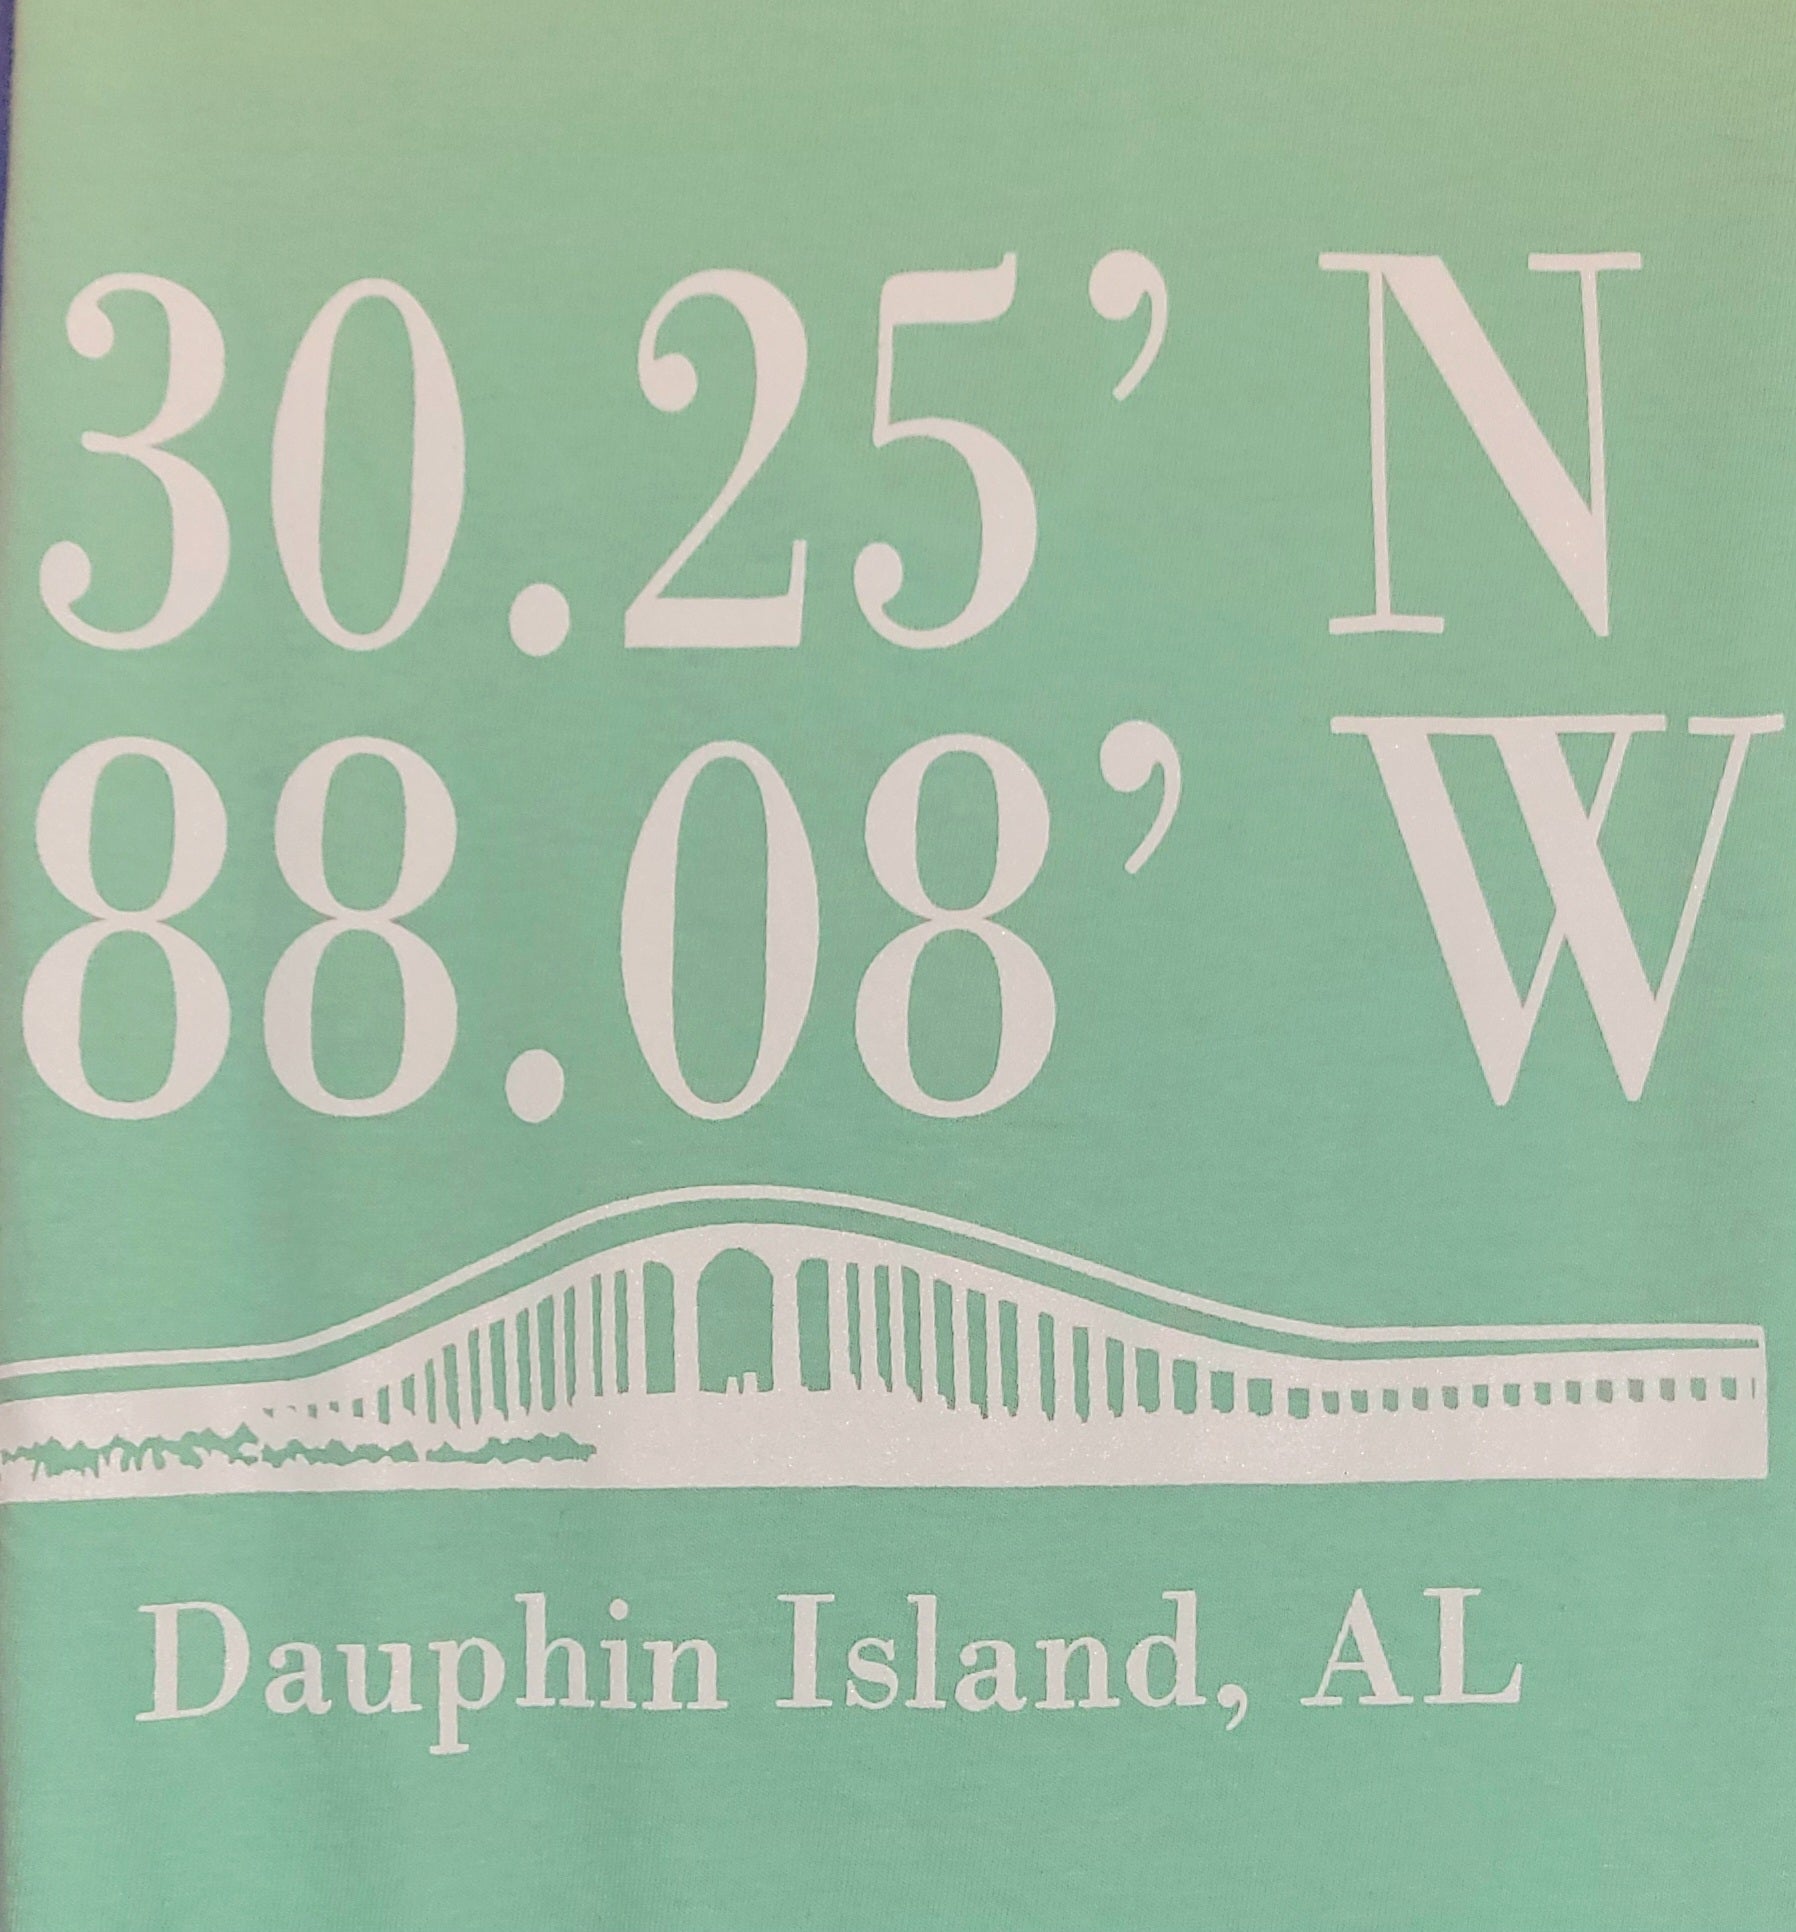 30.25’ N
88.08’ W
Dauphin Island, AL